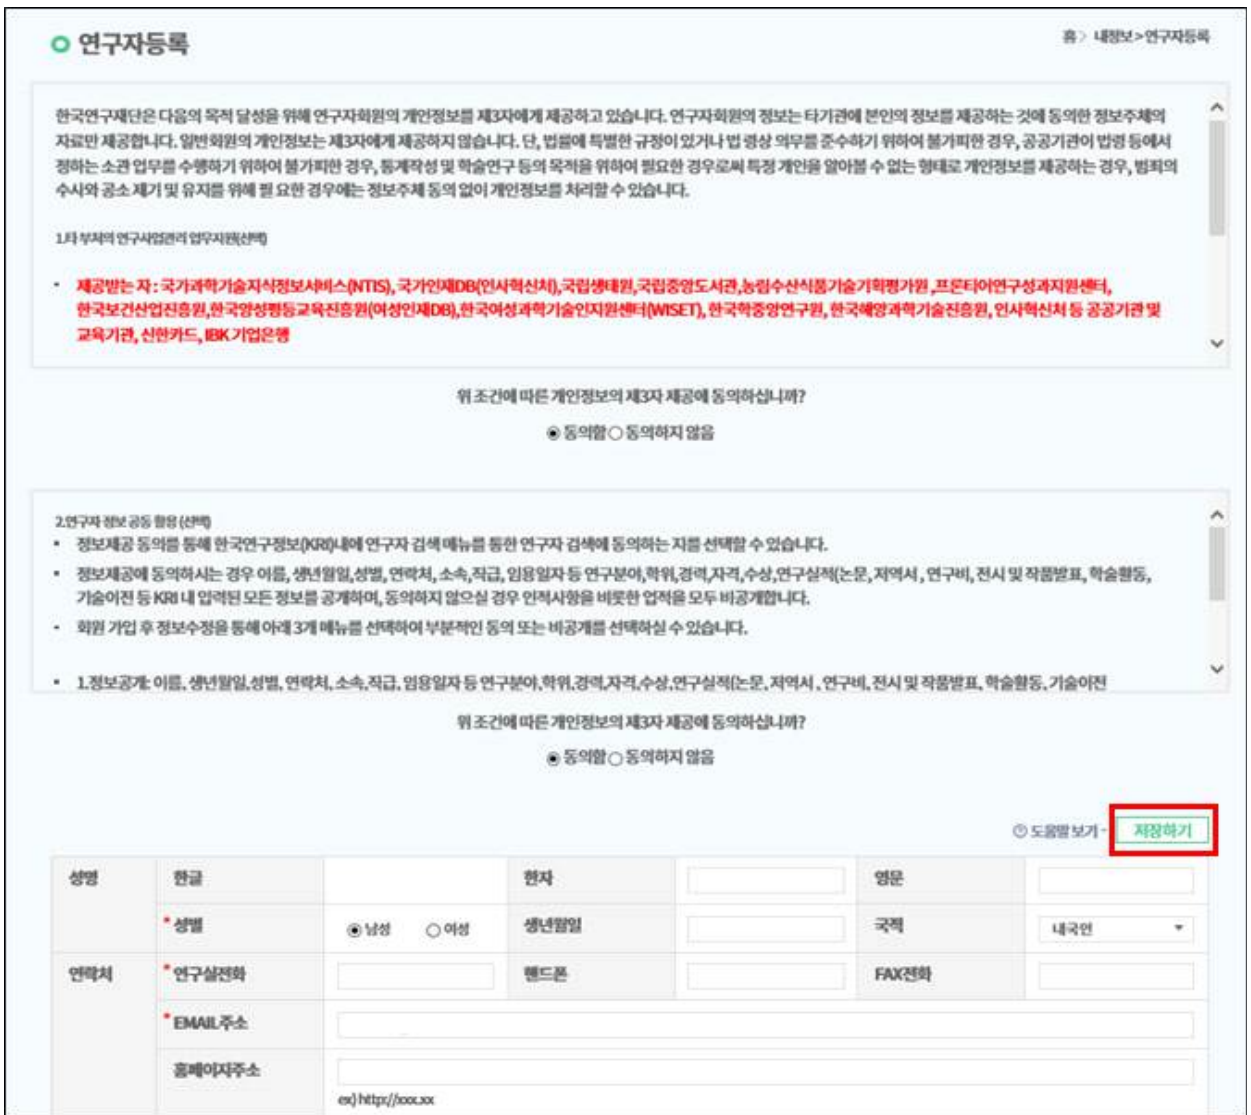 연구자등록
홈 > 내정보>연구자등록
한국연구재단은 다음의 목적 달성을 위해 연구자회원의 개인정보를 제3자에게 제공하고 있습니다. 연구자회원의 정보는 타기관에 본인의 정보를 제공하는 것에 동의한 정보주체의
자료만 제공합니다. 일반회원의 개인정보는 제3자에게 제공하지 않습니다. 단, 법률에 특별한 규정이 있거나 법 령상 의무를 준수하기 위하여 불가피한 경우, 공공기관이 법령 등에서
정하는 소관 업무를 수행하기 위하여 불가피한 경우, 통계작성 및 학술연구 등의 목적을 위하여 필요한 경우로써 특정 개인을 알아볼 수 없는 형태로 개인정보를 제공하는 경우, 범죄의
수사와 공소 제기 및 유지를 위해 필 요한 경우에는 정보주체 동의 없이 개인정보를 처리할 수 있습니다.
1.타 부처의 연구사업관리 업무지원(선택)
• 제공받는 자 : 국가과학기술지식정보서비스(NTIS), 국가인재DB(인사혁신처),국립생태원,국립중앙도서관,농림수산식품기술기획평가원 ,프론티어연구성과지원센터,
한국보건산업진흥원,한국양성평등교육진흥원(여성인재DB),한국여성과학기술인지원센터(WISET), 한국학중앙연구원, 한국해양과학기술진흥원, 인사혁신처 등 공공기관 및
교육기관, 신한카드, IBK 기업은행
위 조건에 따른 개인정보의 제3자 제공에 동의하십니까?
동의함 동의하지 않음
2.연구자 정보 공동 활용 (선택)
• 정보제공 동의를 통해 한국연구정보(KRI)내에 연구자 검색 메뉴를 통한 연구자 검색에 동의하는 지를 선택할 수 있습니다.
• 정보제공에 동의하시는 경우 이름, 생년월일,성별, 연락처, 소속,직급, 임용일자 등 연구분야,학위,경력,자격,수상,연구실적(논문, 저역서 , 연구비, 전시 및 작품발표, 학술활동,
기술이전 등 KRI 내 입력된 모든 정보를 공개하며, 동의하지 않으실 경우 인적사항을 비롯한 업적을 모두 비공개합니다.
• 회원 가입 후 정보수정을 통해 아래 3개 메뉴를 선택하여 부분적인 동의 또는 비공개를 선택하실 수 있습니다.
• 1.정보공개: 이름, 생년월일,성별, 연락처, 소속,직급, 임용일자 등 연구분야,학위,경력,자격,수상,연구실적(논문, 저역서 , 연구비, 전시 및 작품발표, 학술활동, 기술이전
위 조건에 따른 개인정보의 제3자 제공에 동의하십니까?
동의함 동의하지 않음
도움말 보기 - 저장하기
성명 한글 한자 영문
* 성별 남성 여성 생년월일 국적 내국인
연락처 * 연구실전화 핸드폰 FAX전화
* EMAIL 주소
홈페이지주소
ex) http://xxx.xx